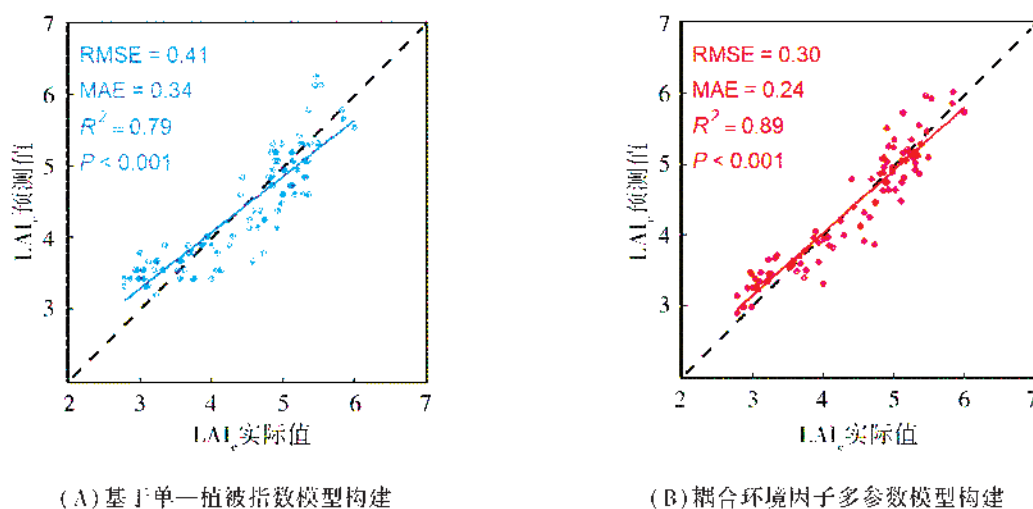 7
6
5
4
3
RMSE = 0.41
MAE = 0.34
R² = 0.79
P < 0.001
LAIe预测值
2 3 4 5 6 7
LAIe实际值
(A)基于单一植被指数模型构建
7
6
5
4
3
RMSE = 0.30
MAE = 0.24
R² = 0.89
P < 0.001
LAIe预测值
2 3 4 5 6 7
LAIe实际值
(B)耦合环境因子多参数模型构建